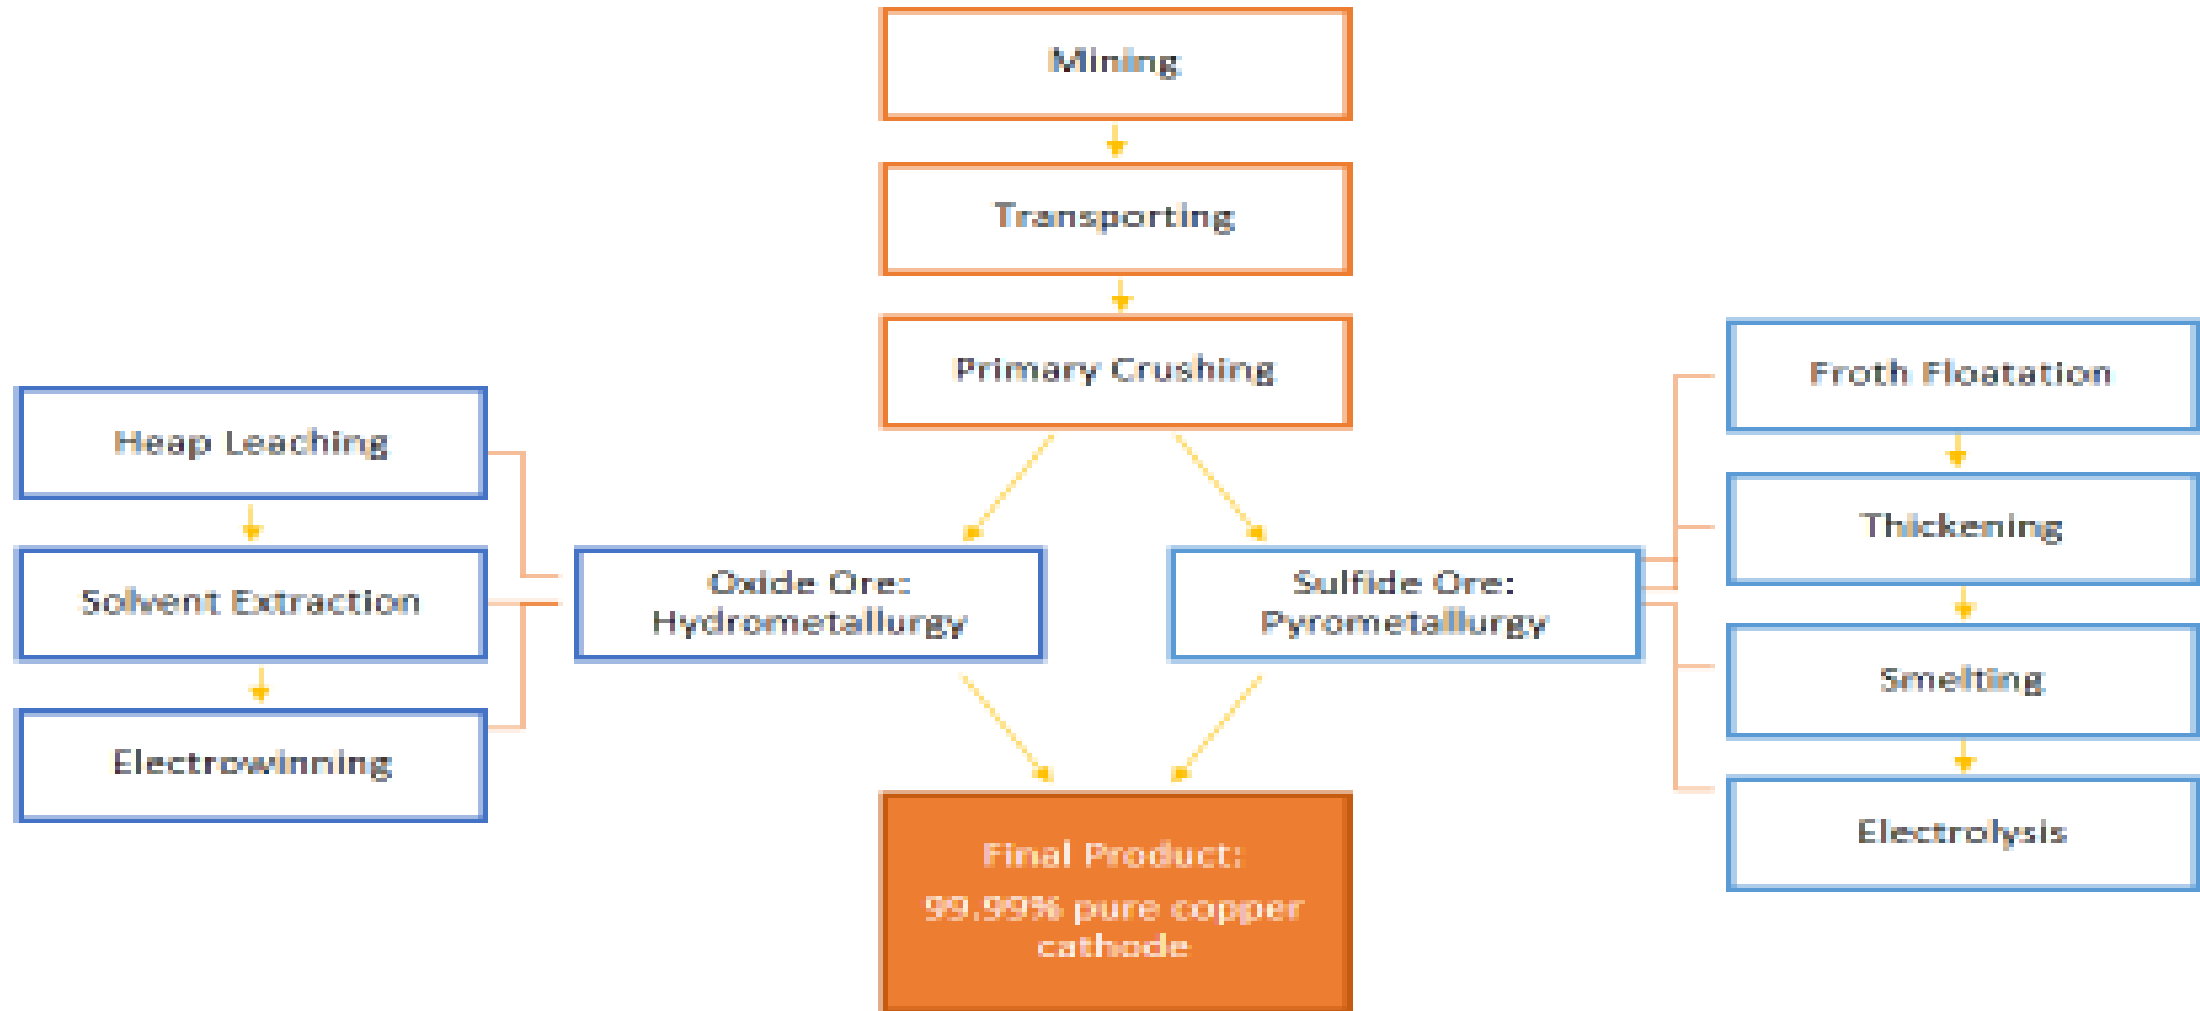 Mining
Transporting
Primary Crushing
Heap Leaching
Solvent Extraction
Electrowinning
Oxide Ore:
Hydrometallurgy
Sulfide Ore:
Pyrometallurgy
Froth Floatation
Thickening
Smelting
Electrolysis
Final Product:
99.99% pure copper
cathode